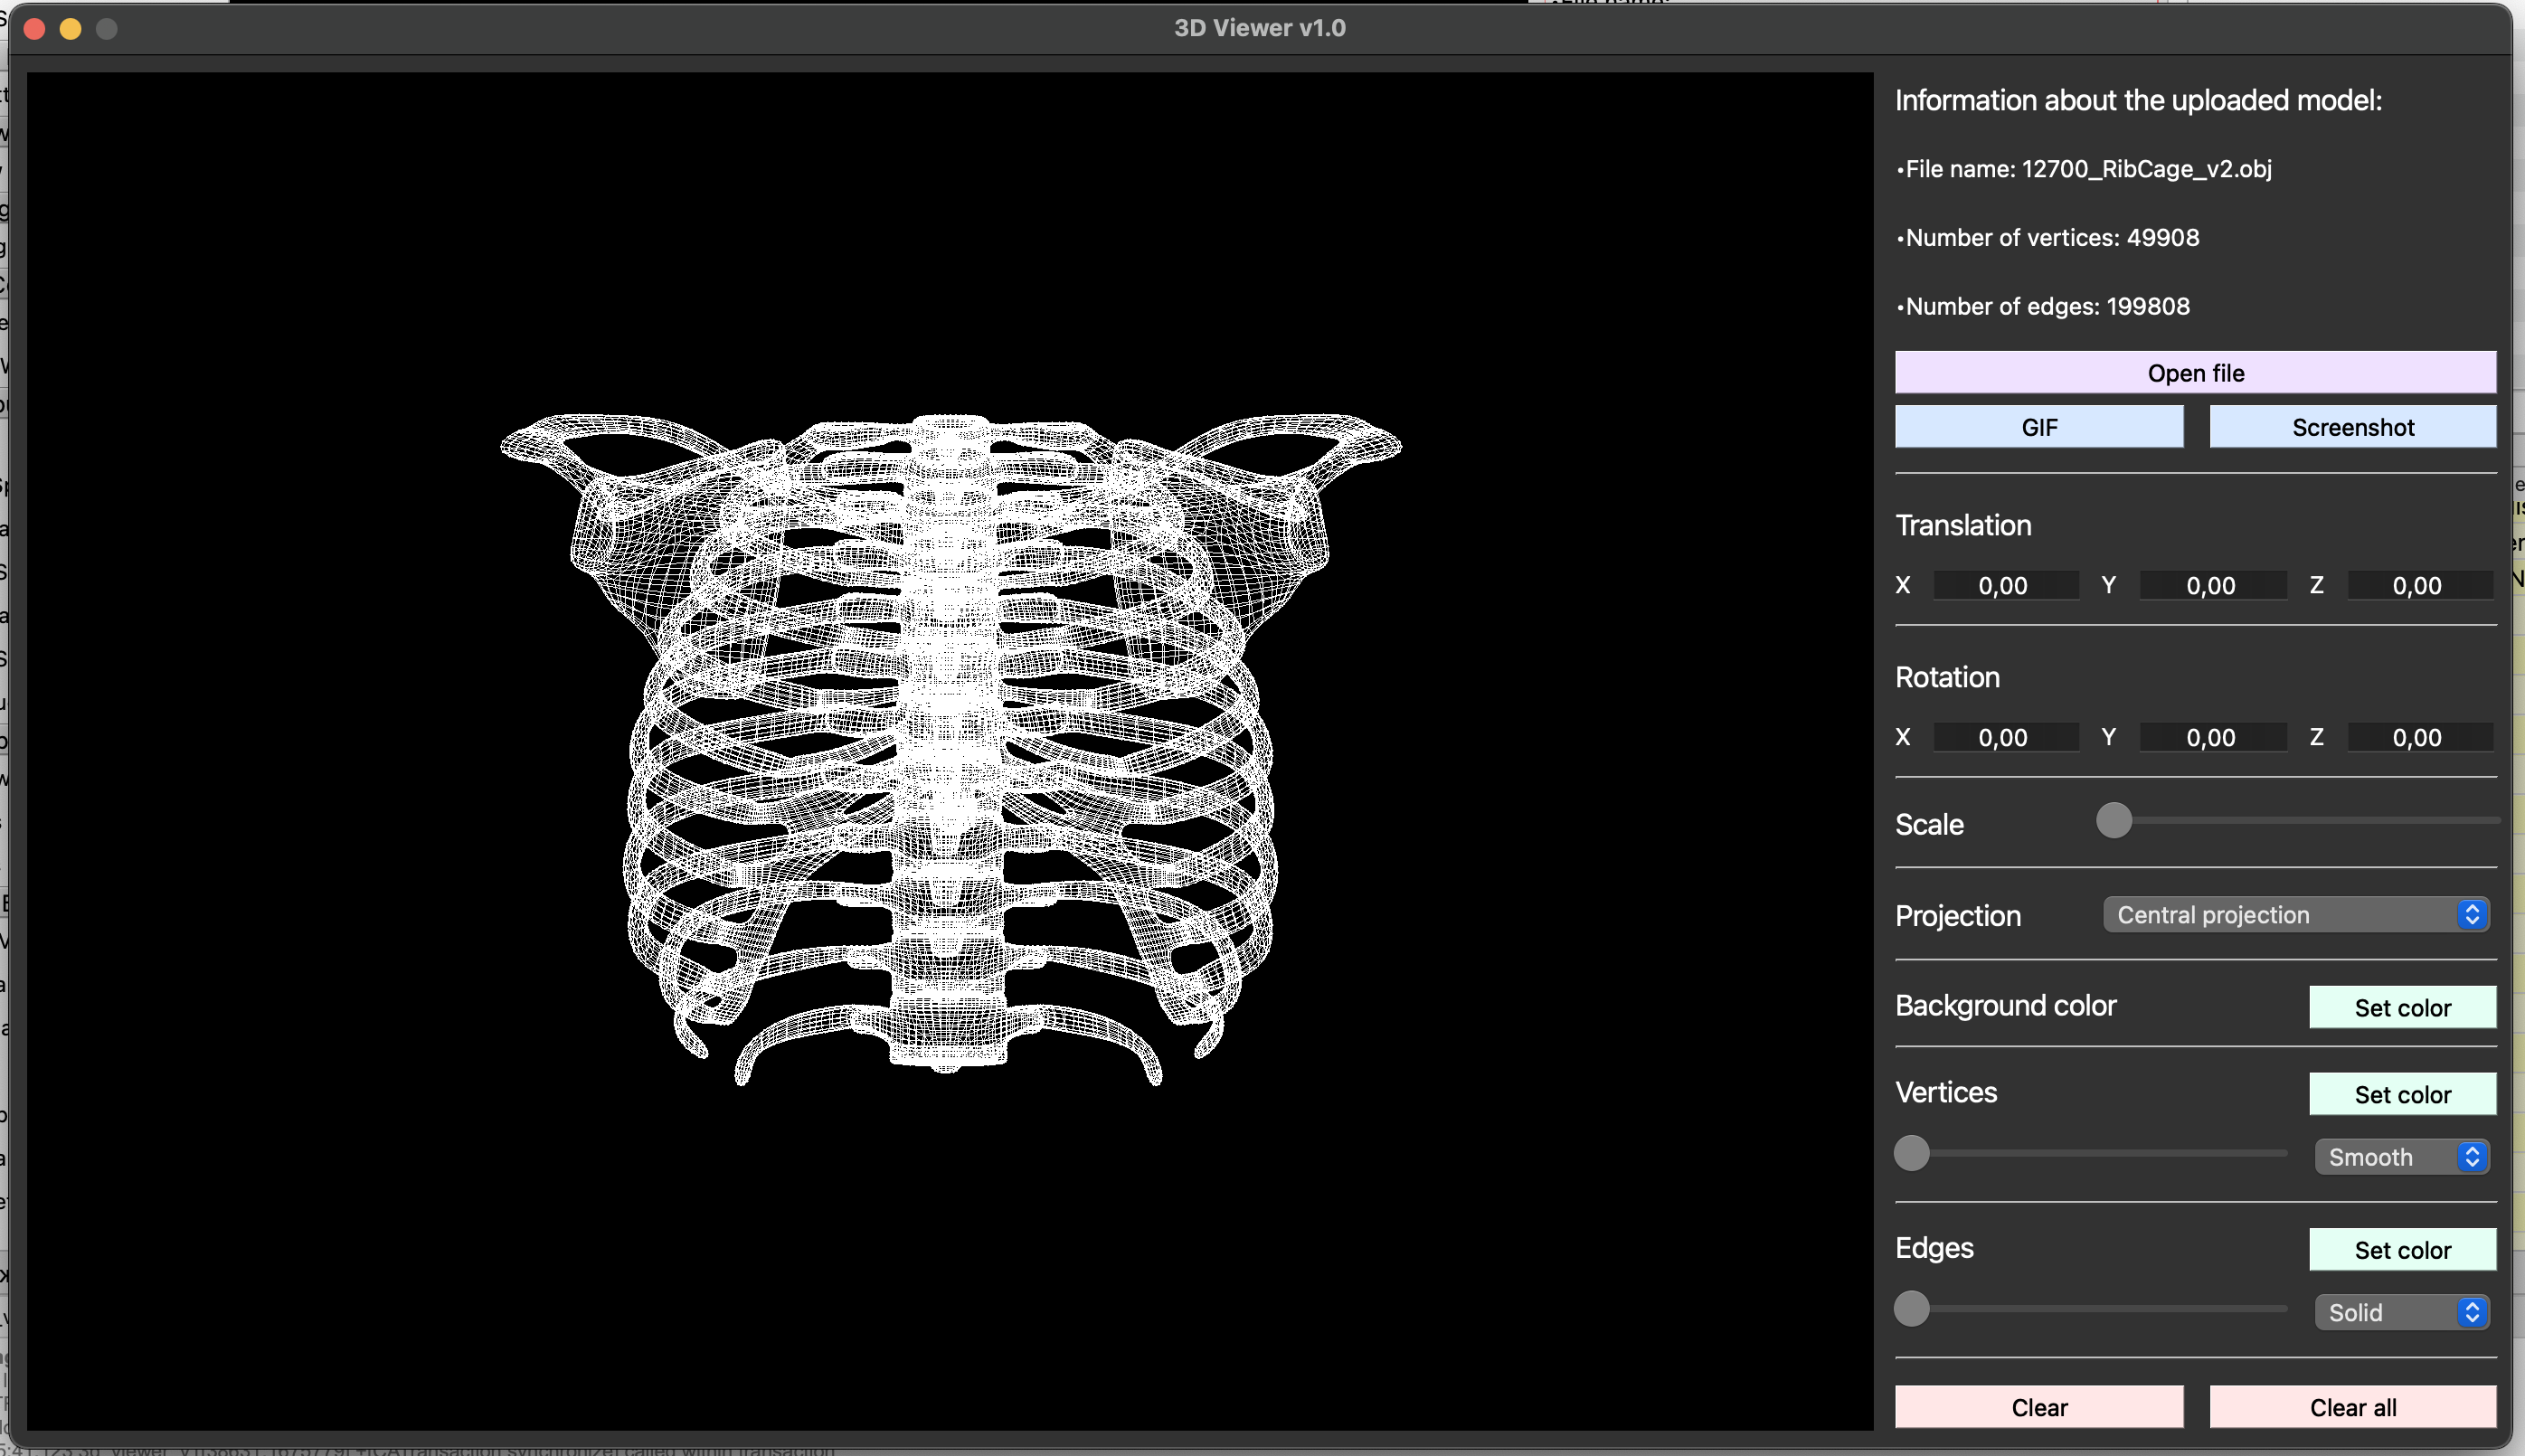 3D Viewer v1.0
Information about the uploaded model:
•File name: 12700_RibCage_v2.obj
•Number of vertices: 49908
•Number of edges: 199808
Open file
GIF Screenshot
Translation
X 0,00 Y 0,00 Z 0,00
Rotation
X 0,00 Y 0,00 Z 0,00
Scale
Projection Central projection
Background color Set color
Vertices Set color
Smooth
Edges Set color
Solid
Clear Clear all